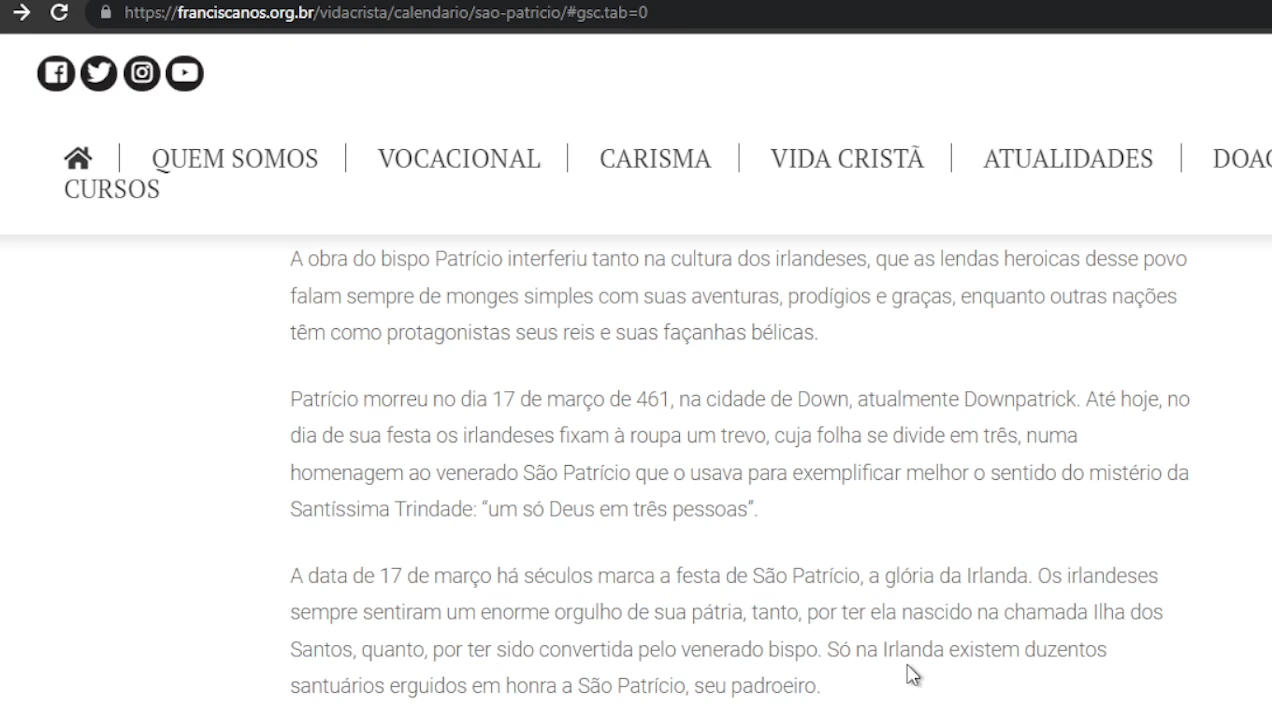 https://franciscanos.org.br/vidacrista/calendario/sao-patricio/#gsc.tab=0
QUEM SOMOS VOCACIONAL CARISMA VIDA CRISTÃ ATUALIDADES DOAÇ
CURSOS
A obra do bispo Patrício interferiu tanto na cultura dos irlandeses, que as lendas heroicas desse povo
falam sempre de monges simples com suas aventuras, prodígios e graças, enquanto outras nações
têm como protagonistas seus reis e suas façanhas bélicas.
Patrício morreu no dia 17 de março de 461, na cidade de Down, atualmente Downpatrick. Até hoje, no
dia de sua festa os irlandeses fixam à roupa um trevo, cuja folha se divide em três, numa
homenagem ao venerado São Patrício que o usava para exemplificar melhor o sentido do mistério da
Santíssima Trindade: “um só Deus em três pessoas”.
A data de 17 de março há séculos marca a festa de São Patrício, a glória da Irlanda. Os irlandeses
sempre sentiram um enorme orgulho de sua pátria, tanto, por ter ela nascido na chamada Ilha dos
Santos, quanto, por ter sido convertida pelo venerado bispo. Só na Irlanda existem duzentos
santuários erguidos em honra a São Patrício, seu padroeiro.